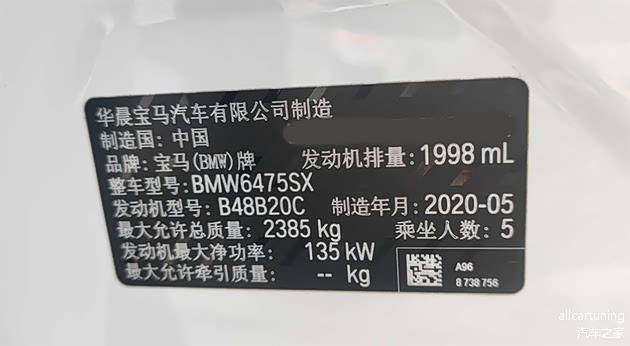 华晨宝马汽车有限公司制造
制造国: 中国
品牌: 宝马(BMW)牌 发动机排量: 1998 mL
整车型号:BMW6475SX
发动机型号: B48B20C 制造年月: 2020-05
最大允许总质量: 2385 kg 乘坐人数: 5
发动机最大净功率: 135 kW
最大允许牵引质量: -- kg
A96
8 738 756
allcartuning
汽车之家